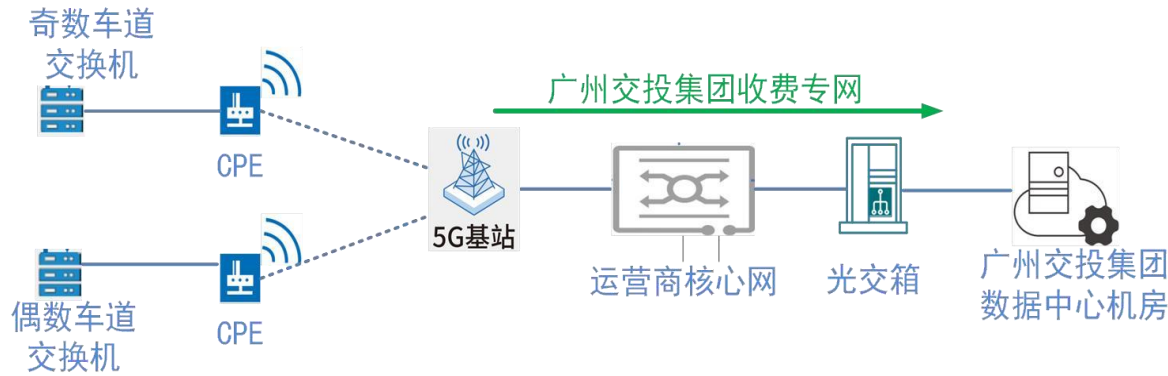 奇数车道
交换机
CPE
广州交投集团收费专网
5G基站
运营商核心网
光交箱
广州交投集团
数据中心机房
偶数车道
交换机
CPE